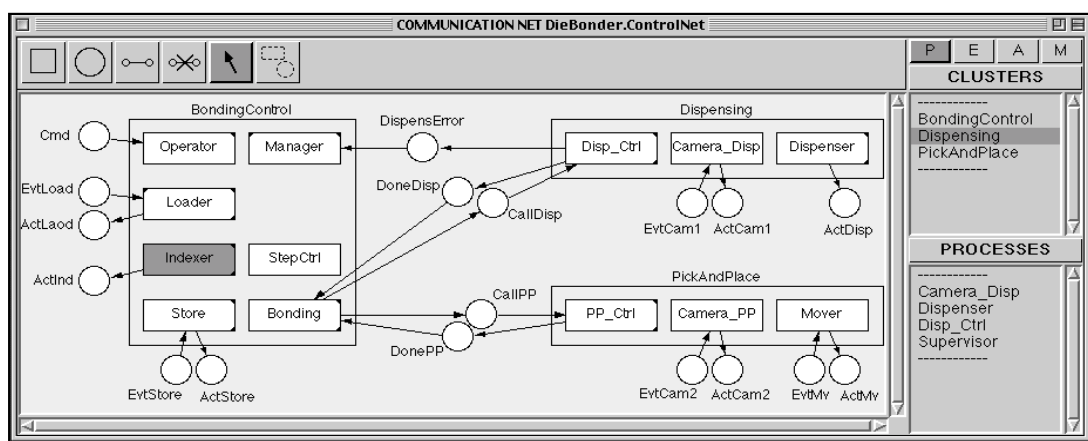 COMMUNICATION NET DieBonder.ControlNet
P E A M
CLUSTERS
------------
BondingControl
Dispensing
PickAndPlace
------------
PROCESSES
------------
Camera_Disp
Dispenser
Disp_Ctrl
Supervisor
------------
BondingControl
DispensError
Dispensing
Cmd
Operator
Manager
Disp_Ctrl
Camera_Disp
Dispenser
EvtLoad
Loader
DoneDisp
ActLaod
CallDisp
EvtCam1
ActCam1
ActDisp
Indexer
StepCtrl
ActInd
PickAndPlace
CallPP
Store
Bonding
PP_Ctrl
Camera_PP
Mover
DonePP
EvtStore
ActStore
EvtCam2
ActCam2
EvtMv
ActMv